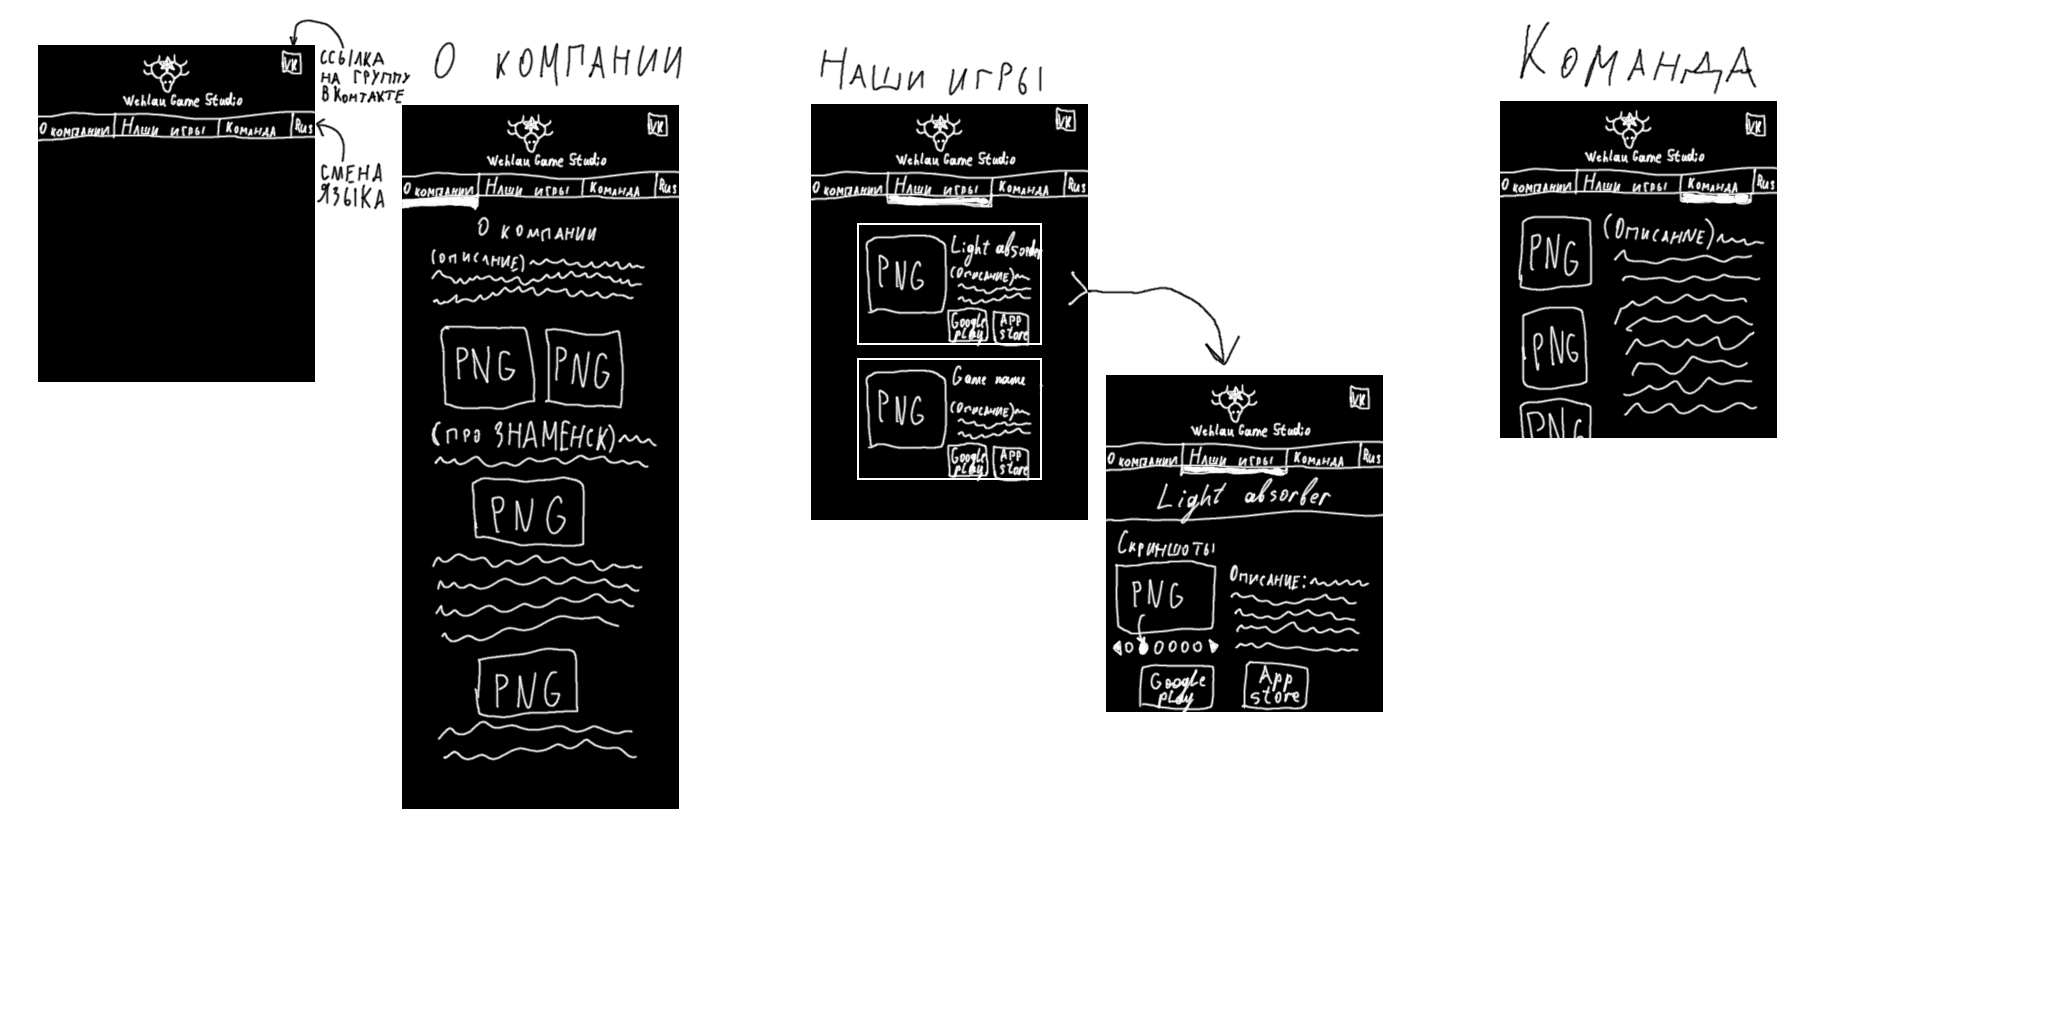 VK
Wehlau Game Studio
О компании Наши игры Команда Rus
ССЫЛКА
НА ГРУППУ
В КОНТАКТЕ
СМЕНА
ЯЗЫКА
О КОМПАНИИ
VK
Wehlau Game Studio
О компании Наши игры Команда Rus
О компании
(описание)
PNG PNG
(про ЗНАМЕНСК)
PNG
PNG
Наши игры
VK
Wehlau Game Studio
О компании Наши игры Команда Rus
PNG
Light absorber
(Описание)
Google play
App store
PNG
Game name
(Описание)
Google play
App store
VK
Wehlau Game Studio
О компании Наши игры Команда Rus
Light absorber
Скриншоты
PNG
Описание:
Google play
App store
Команда
VK
Wehlau Game Studio
О компании Наши игры Команда Rus
PNG
(Описание)
PNG
PNG